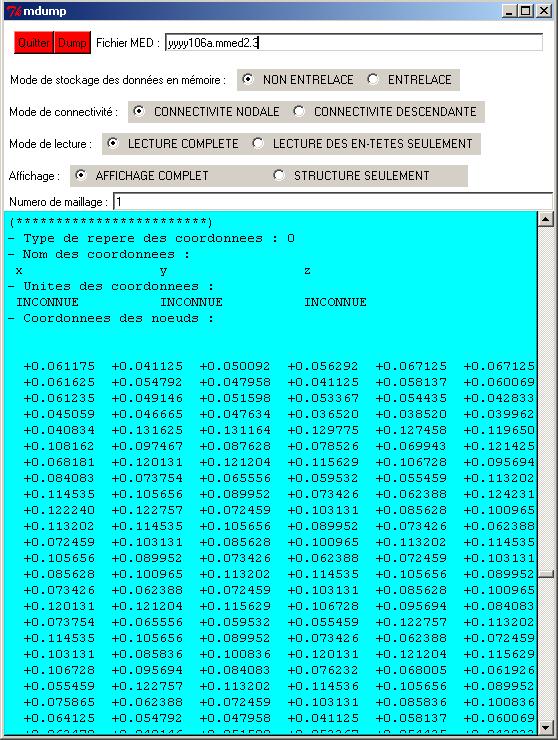 mdump
Quitter Dump Fichier MED : yyyy106a.mmed2.3
Mode de stockage des données en mémoire : NON ENTRELACE ENTRELACE
Mode de connectivité : CONNECTIVITE NODALE CONNECTIVITE DESCENDANTE
Mode de lecture : LECTURE COMPLETE LECTURE DES EN-TETES SEULEMENT
Affichage : AFFICHAGE COMPLET STRUCTURE SEULEMENT
Numero de maillage : 1
(************************)
- Type de repere des coordonnees : 0
- Nom des coordonnees :
x y z
- Unites des coordonnees :
INCONNUE INCONNUE INCONNUE
- Coordonnees des noeuds :
+0.061175 +0.041125 +0.050092 +0.056292 +0.067125 +0.067125
+0.061625 +0.054792 +0.047958 +0.041125 +0.058137 +0.060069
+0.061235 +0.049146 +0.051598 +0.053367 +0.054435 +0.042833
+0.045059 +0.046665 +0.047634 +0.036520 +0.038520 +0.039962
+0.040834 +0.131625 +0.131164 +0.129775 +0.127458 +0.119650
+0.108162 +0.097467 +0.087628 +0.078526 +0.069943 +0.121425
+0.068181 +0.120131 +0.121204 +0.115629 +0.106728 +0.095694
+0.084083 +0.073764 +0.065556 +0.059532 +0.055459 +0.113202
+0.114535 +0.105656 +0.089952 +0.073426 +0.062388 +0.124231
+0.122240 +0.122757 +0.072459 +0.103131 +0.085628 +0.100965
+0.113202 +0.114535 +0.105656 +0.089952 +0.073426 +0.062388
+0.072459 +0.103131 +0.085628 +0.100965 +0.113202 +0.114535
+0.105656 +0.089952 +0.073426 +0.062388 +0.072459 +0.103131
+0.085628 +0.100965 +0.113202 +0.114535 +0.105656 +0.089952
+0.073426 +0.062388 +0.072459 +0.103131 +0.085628 +0.100965
+0.120131 +0.121204 +0.115629 +0.106728 +0.095694 +0.084083
+0.073764 +0.065556 +0.059532 +0.055459 +0.122757 +0.113202
+0.114535 +0.105656 +0.089952 +0.073426 +0.062388 +0.072459
+0.103131 +0.085836 +0.100836 +0.120131 +0.121204 +0.115629
+0.106728 +0.095694 +0.084083 +0.076232 +0.068005 +0.061926
+0.055459 +0.122757 +0.113202 +0.114536 +0.105656 +0.089952
+0.075865 +0.062388 +0.072459 +0.103131 +0.085836 +0.100836
+0.064125 +0.054792 +0.047958 +0.041125 +0.058137 +0.060069